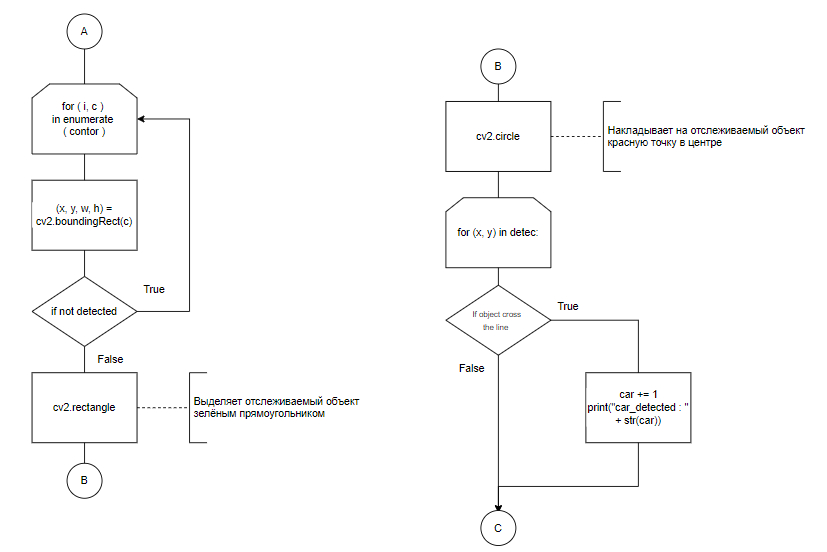 A
for ( i, c )
in enumerate
( contor )
(x, y, w, h) =
cv2.boundingRect(c)
if not detected
True
False
cv2.rectangle
Выделяет отслеживаемый объект
зелёным прямоугольником
B
B
cv2.circle
Накладывает на отслеживаемый объект
красную точку в центре
for (x, y) in detec:
If object cross
the line
True
False
car += 1
print("car_detected : "
+ str(car))
C